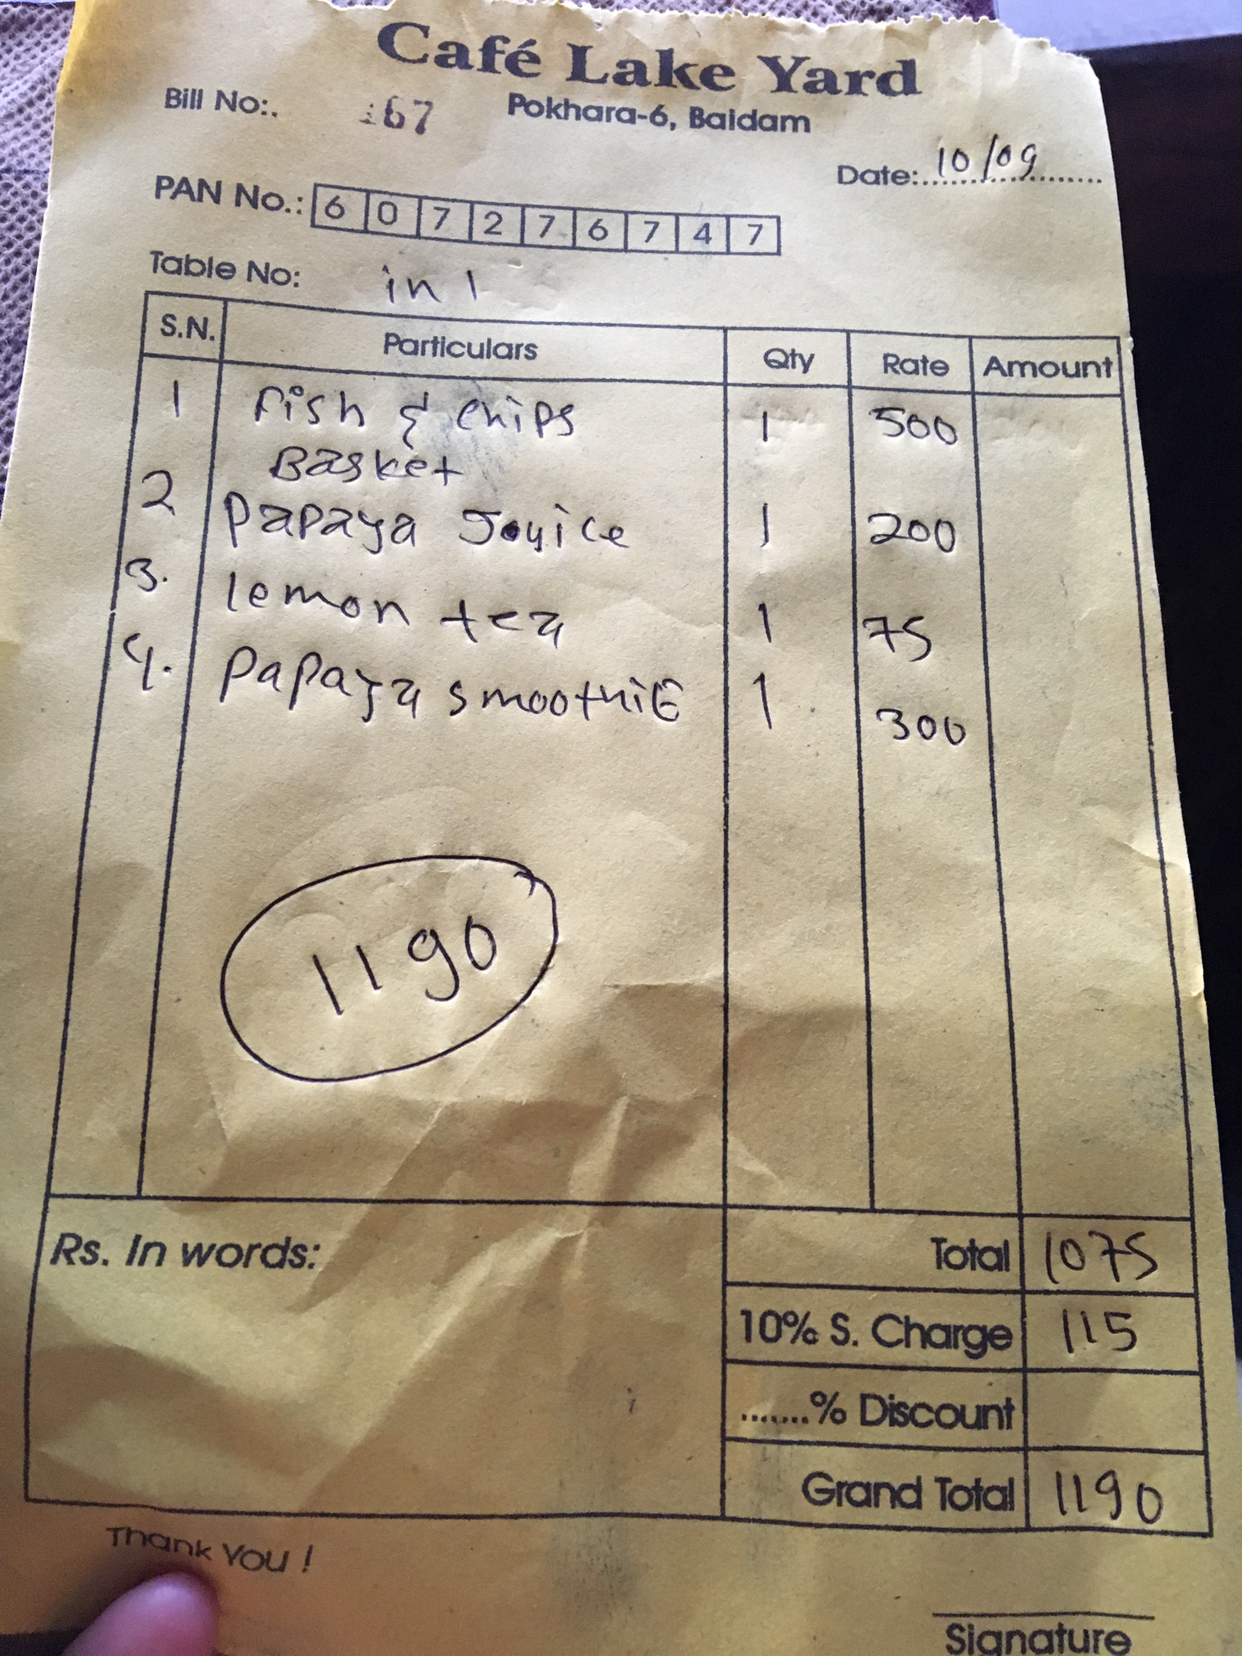 Café Lake Yard
Bill No:. 167 Pokhara-6, Baidam
Date:..10/09..
PAN No.: 6 0 7 2 7 6 7 4 7
Table No: in 1
S.N. Particulars Qty Rate Amount
1 Fish & Chips 1 500
Basket
2 Papaya Joyice 1 200
3. lemon tea 1 75
4. Papaya smoothiE 1 300
1190
Rs. In words:
Total 1075
10% S. Charge 115
.......% Discount
Grand Total 1190
Thank You !
Signature